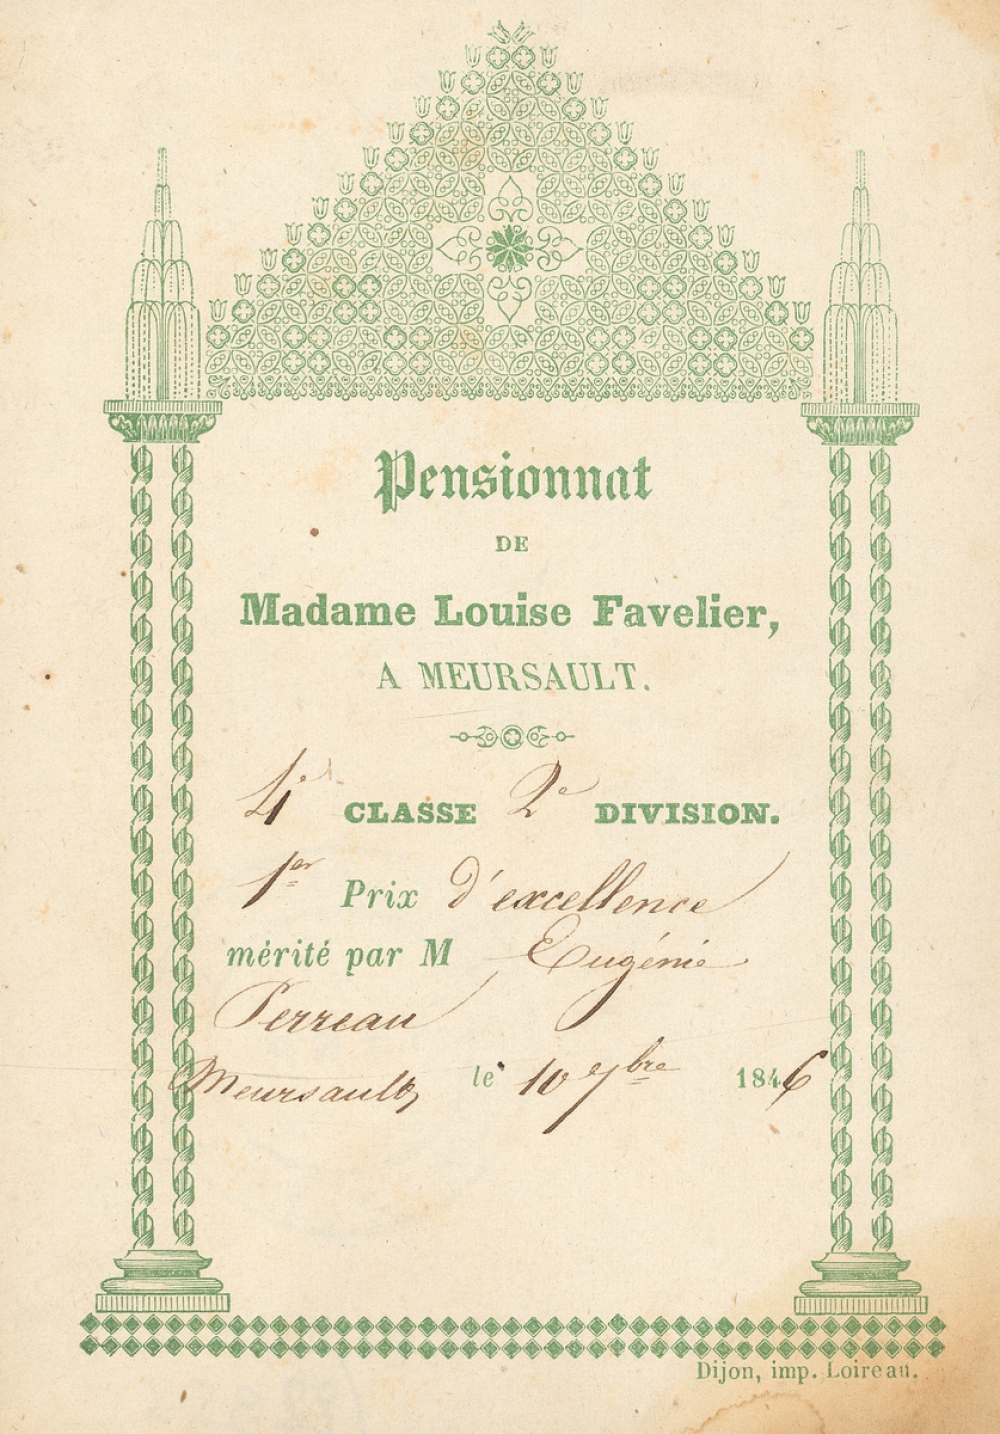 Pensionnat
DE
Madame Louise Favelier,
A MEURSAULT.
4e CLASSE 2e DIVISION.
1er Prix d'excellence
mérité par M Eugénie
Perreau
Meursault, le 10 7bre 1846
Dijon, imp. Loireau.